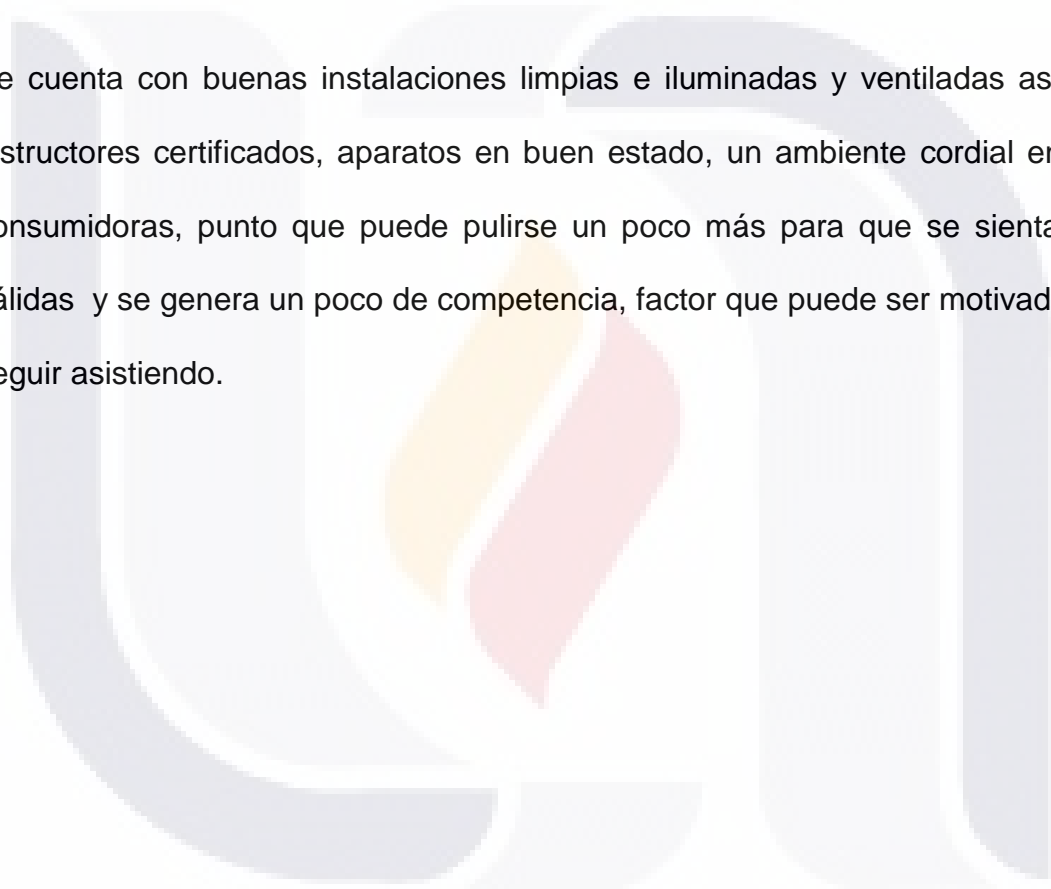 e cuenta con buenas instalaciones limpias e iluminadas y ventiladas as
structores certificados, aparatos en buen estado, un ambiente cordial en
onsumidoras, punto que puede pulirse un poco más para que se sienta
álidas y se genera un poco de competencia, factor que puede ser motivad
eguir asistiendo.